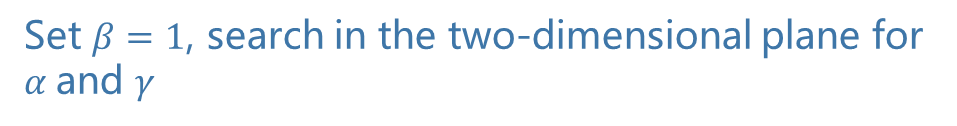 Set 𝛽 = 1, search in the two-dimensional plane for
𝛼 and 𝛾